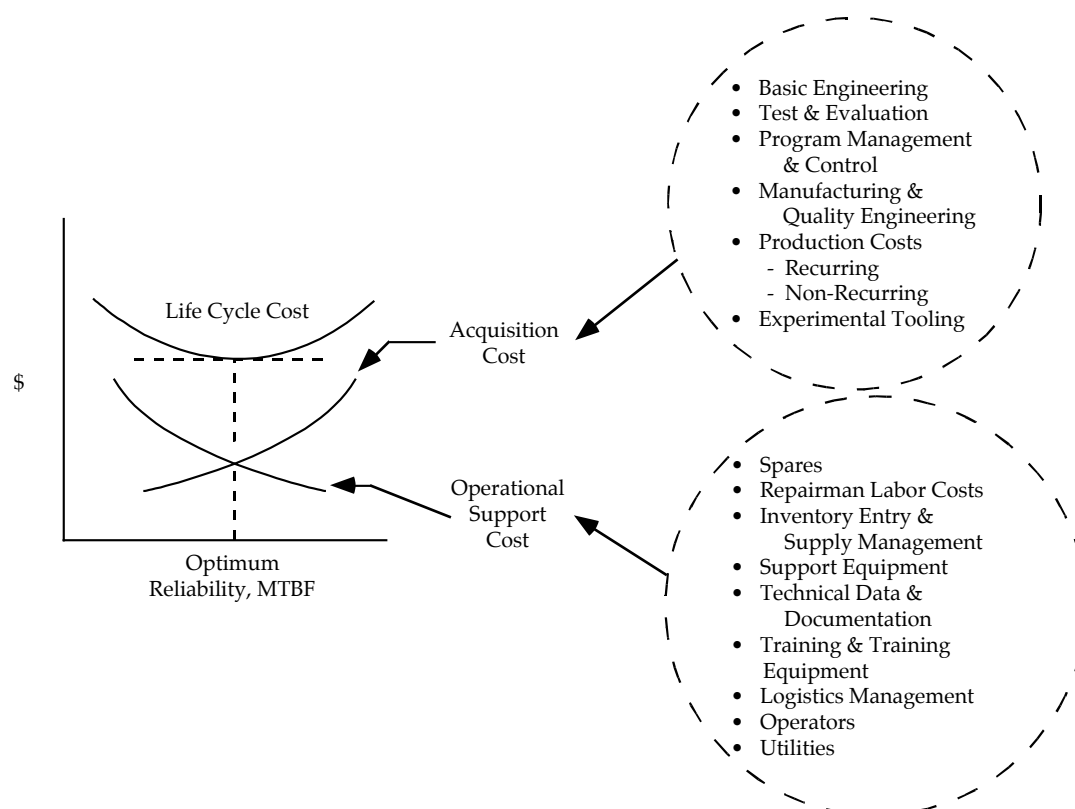 $
Life Cycle Cost
Optimum
Reliability, MTBF
Acquisition
Cost
Operational
Support
Cost
• Basic Engineering
• Test & Evaluation
• Program Management
& Control
• Manufacturing &
Quality Engineering
• Production Costs
- Recurring
- Non-Recurring
• Experimental Tooling
• Spares
• Repairman Labor Costs
• Inventory Entry &
Supply Management
• Support Equipment
• Technical Data &
Documentation
• Training & Training
Equipment
• Logistics Management
• Operators
• Utilities